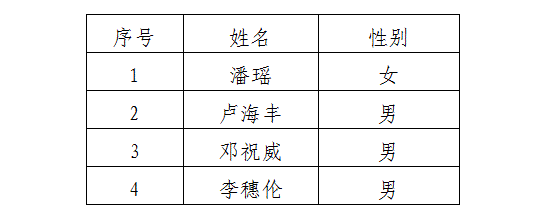 序号 姓名 性别
1 潘瑶 女
2 卢海丰 男
3 邓祝威 男
4 李穗伦 男